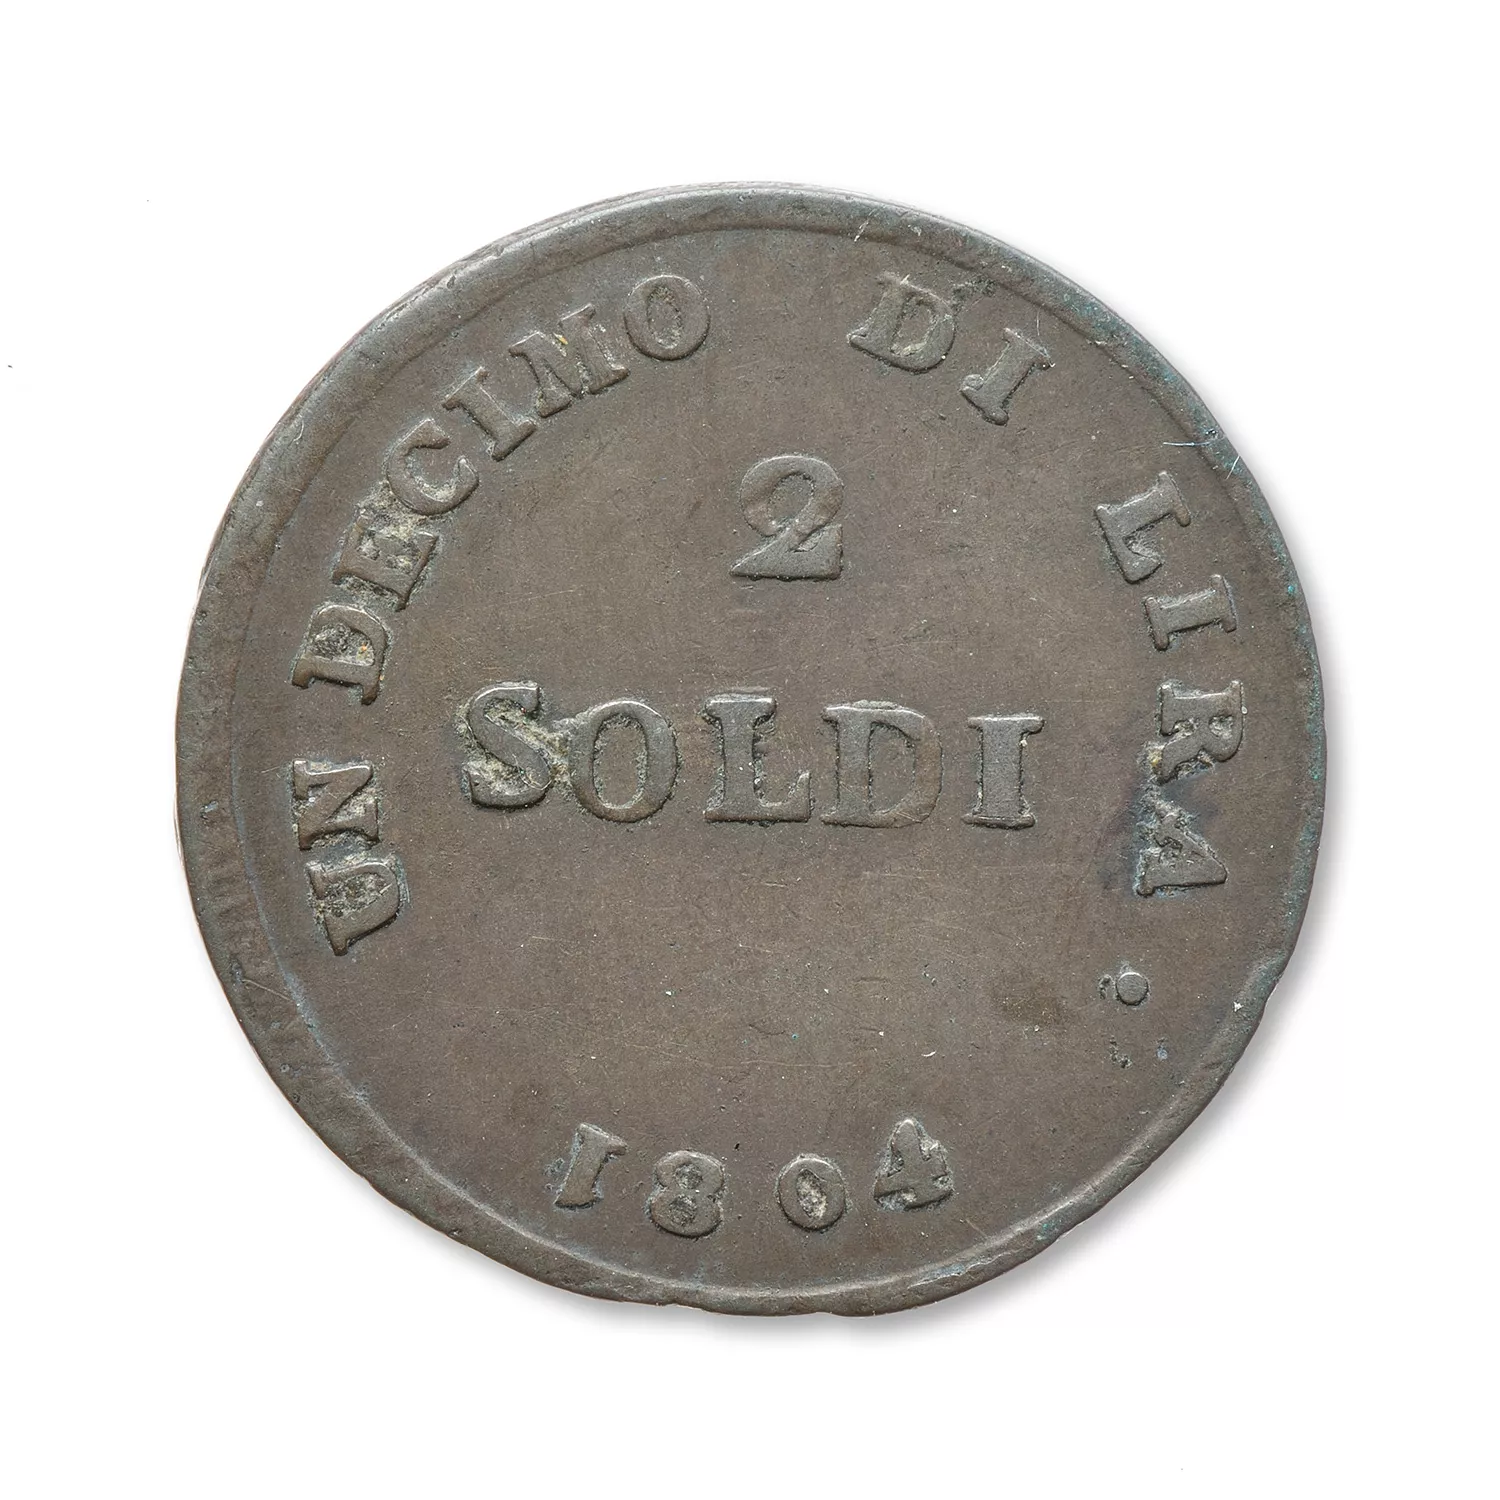 UN DECIMO DI LIRA.
2
SOLDI
1804